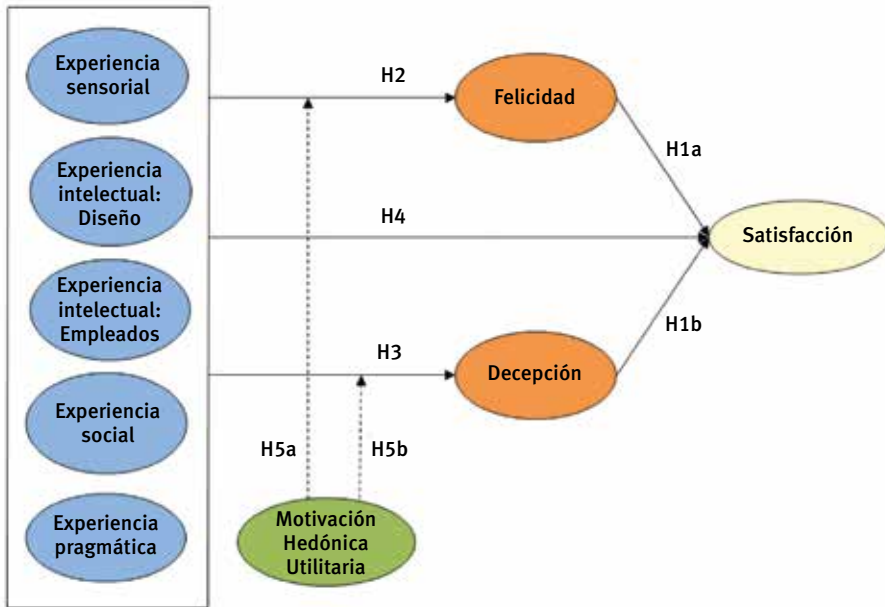 Experiencia
sensorial
Experiencia
intelectual:
Diseño
Experiencia
intelectual:
Empleados
Experiencia
social
Experiencia
pragmática
H2
H4
H3
H5a
H5b
Motivación
Hedónica
Utilitaria
Felicidad
Decepción
H1a
H1b
Satisfacción